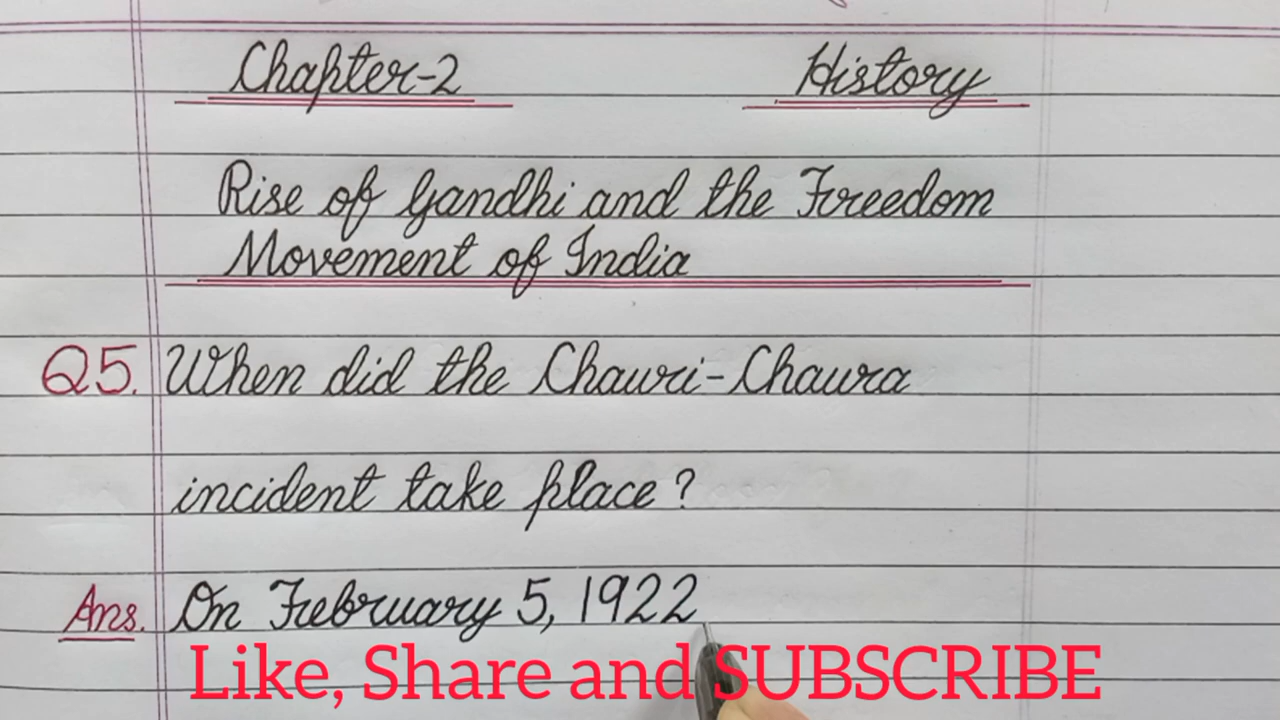 Chapter-2 History
Rise of Gandhi and the Freedom
Movement of India
Q5. When did the Chauri-Chaura
incident take place?
Ans. On February 5, 1922
Like, Share and SUBSCRIBE